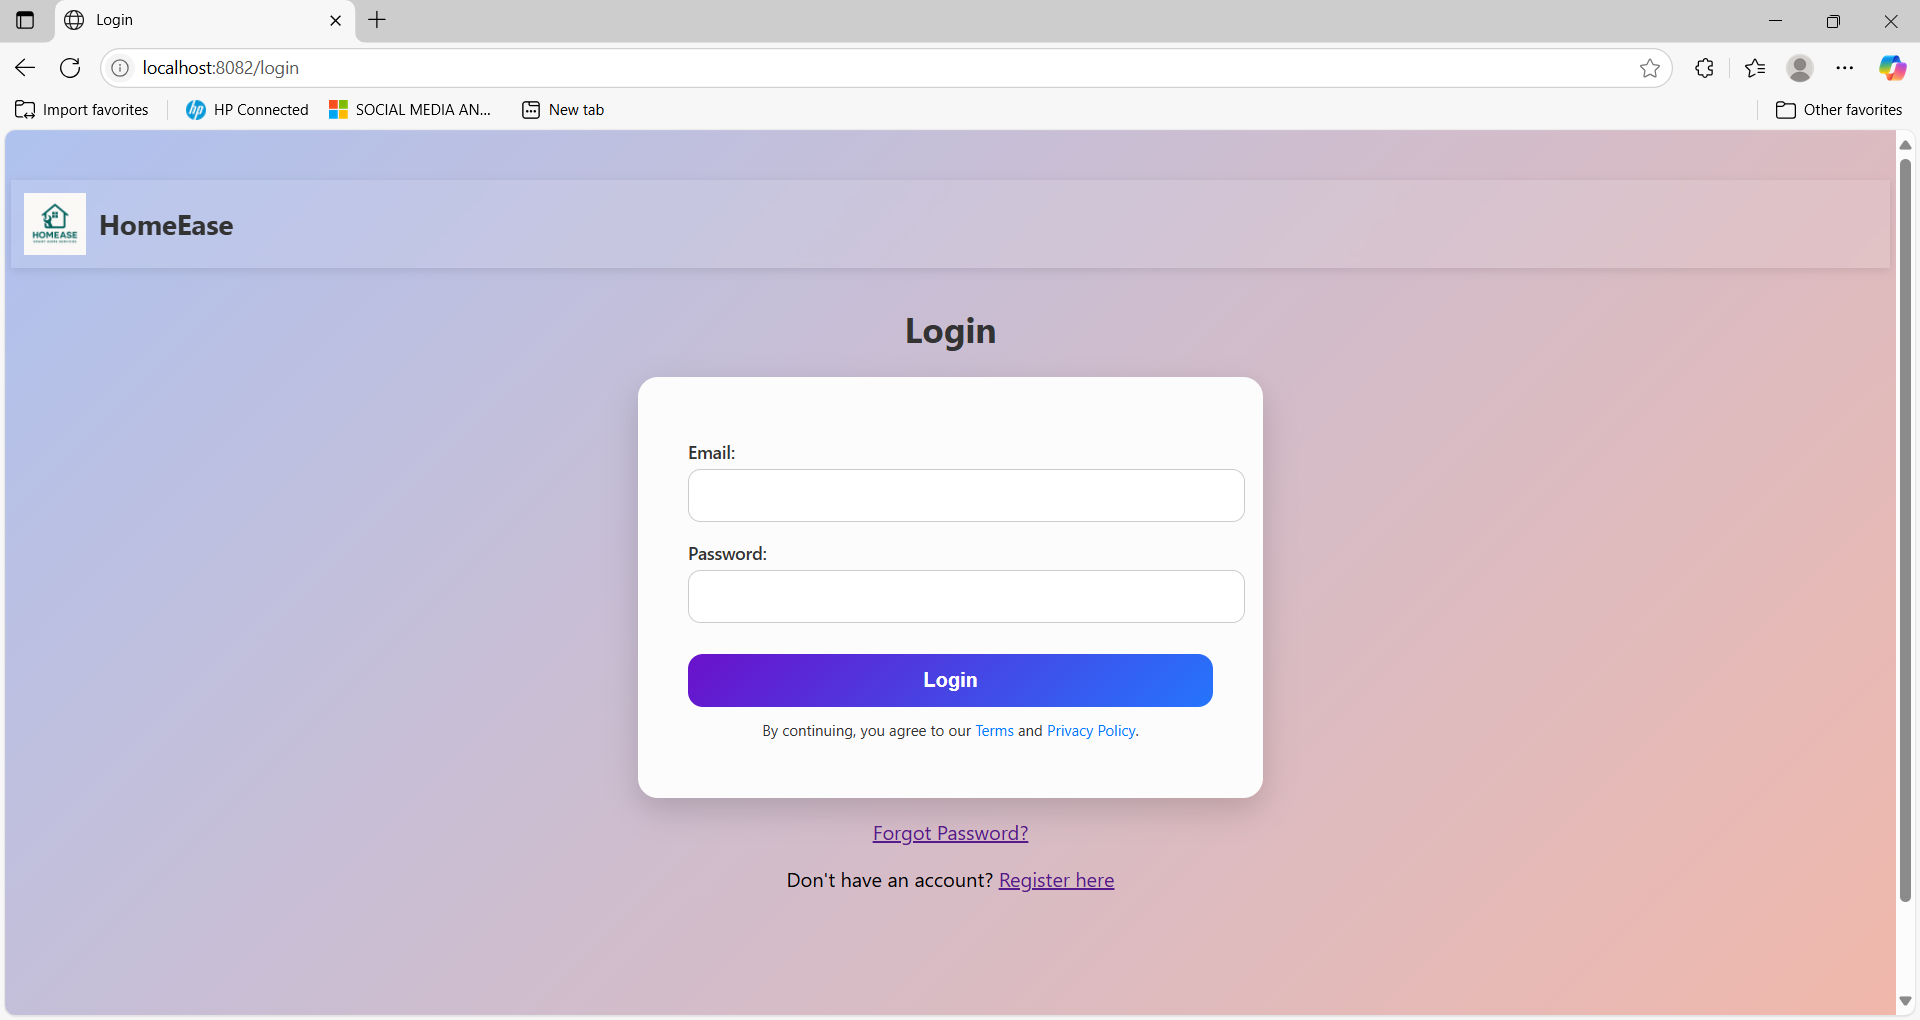 Login
localhost:8082/login
Import favorites
HP Connected
SOCIAL MEDIA AN...
New tab
Other favorites
HOMEASE
HomeEase
Login
Email:
Password:
Login
By continuing, you agree to our Terms and Privacy Policy.
Forgot Password?
Don't have an account? Register here